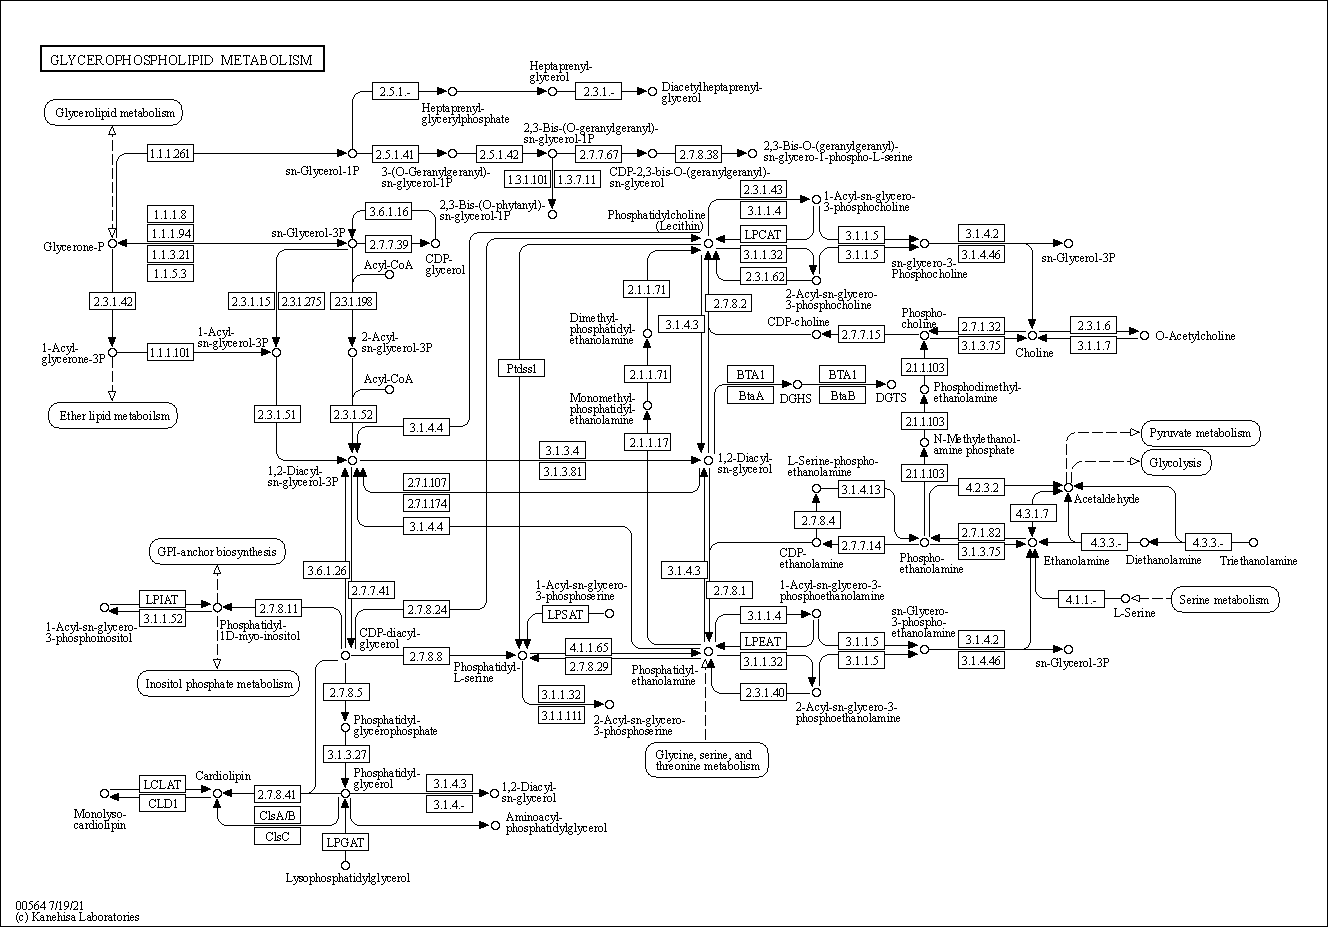 GLYCEROPHOSPHOLIPID METABOLISM
Heptaprenyl-
glycerol
2.5.1.-
2.3.1.-
Diacetylheptaprenyl-
glycerol
Heptaprenyl-
glycerylphosphate
Glycerolipid metabolism
2,3-Bis-(O-geranylgeranyl)-
sn-glycerol-1P
1.1.1.261
2.5.1.41
2.5.1.42
2.7.7.67
2.7.8.38
2,3-Bis-O-(geranylgeranyl)-
sn-glycero-1-phospho-L-serine
sn-Glycerol-1P
3-(O-Geranylgeranyl)-
sn-glycerol-1P
CDP-2,3-bis-O-(geranylgeranyl)-
sn-glycerol
1.3.1.101
1.3.7.11
2,3-Bis-(O-phytanyl)-
sn-glycerol-1P
2.3.1.43
3.1.1.4
1-Acyl-sn-glycero-
3-phosphocholine
Phosphatidylcholine
(Lecithin)
1.1.1.8
1.1.1.94
1.1.3.21
1.1.5.3
sn-Glycerol-3P
3.6.1.16
2.7.7.39
CDP-
glycerol
Glycerone-P
LPCAT
3.1.1.32
2.3.1.62
3.1.1.5
3.1.1.5
3.1.4.2
3.1.4.46
sn-Glycerol-3P
sn-glycero-3-
Phosphocholine
2-Acyl-sn-glycero-
3-phosphocholine
Acyl-CoA
2.3.1.42
2.3.1.15
2.3.1.275
2.3.1.198
2.1.1.71
2.7.8.2
3.1.4.3
CDP-choline
2.7.7.15
Phospho-
choline
2.7.1.32
3.1.3.75
Choline
2.3.1.6
3.1.1.7
O-Acetylcholine
Dimethyl-
phosphatidyl-
ethanolamine
1-Acyl-
glycerone-3P
1.1.1.101
1-Acyl-
sn-glycerol-3P
2-Acyl-
sn-glycerol-3P
Ptdss1
2.1.1.71
BTA1
BtaA
DGHS
BTA1
BtaB
DGTS
2.1.1.103
Phosphodimethyl-
ethanolamine
Acyl-CoA
Ether lipid metaboilsm
2.3.1.51
2.3.1.52
3.1.4.4
Monomethyl-
phosphatidyl-
ethanolamine
2.1.1.17
2.1.1.103
N-Methylethanol-
amine phosphate
Pyruvate metabolism
Glycolysis
3.1.3.4
3.1.3.81
1,2-Diacyl-
sn-glycerol-3P
1,2-Diacyl-
sn-glycerol
L-Serine-phospho-
ethanolamine
2.1.1.103
2.7.1.107
2.7.1.174
3.1.4.4
3.1.4.13
4.2.3.2
Acetaldehyde
4.3.1.7
2.7.8.4
GPI-anchor biosynthesis
CDP-
ethanolamine
2.7.7.14
Phospho-
ethanolamine
2.7.1.82
3.1.3.75
Ethanolamine
4.3.3.-
Diethanolamine
4.3.3.-
Triethanolamine
3.6.1.26
2.7.7.41
3.1.4.3
2.7.8.1
1-Acyl-sn-glycero-
3-phosphoserine
1-Acyl-sn-glycero-3-
phosphoethanolamine
4.1.1.-
L-Serine
Serine metabolism
LPIAT
3.1.1.52
2.7.8.11
2.7.8.24
LPSAT
3.1.1.4
sn-Glycero-
3-phospho-
ethanolamine
1-Acyl-sn-glycero-
3-phosphoinositol
Phosphatidyl-
1D-myo-inositol
CDP-diacyl-
glycerol
2.7.8.8
Phosphatidyl-
L-serine
4.1.1.65
2.7.8.29
Phosphatidyl-
ethanolamine
LPEAT
3.1.1.32
2.3.1.40
3.1.1.5
3.1.1.5
3.1.4.2
3.1.4.46
sn-Glycerol-3P
Inositol phosphate metabolism
2.7.8.5
3.1.1.32
3.1.1.111
2-Acyl-sn-glycero-
3-phosphoserine
2-Acyl-sn-glycero-3-
phosphoethanolamine
Phosphatidyl-
glycerophosphate
3.1.3.27
Glycine, serine, and
threonine metabolism
LCLAT
CLD1
Cardiolipin
2.7.8.41
Phosphatidyl-
glycerol
3.1.4.3
3.1.4.-
1,2-Diacyl-
sn-glycerol
Monolyso-
cardiolipin
ClsA/B
ClsC
Aminoacyl-
phosphatidylglycerol
LPGAT
Lysophosphatidylglycerol
00564 7/19/21
(c) Kanehisa Laboratories